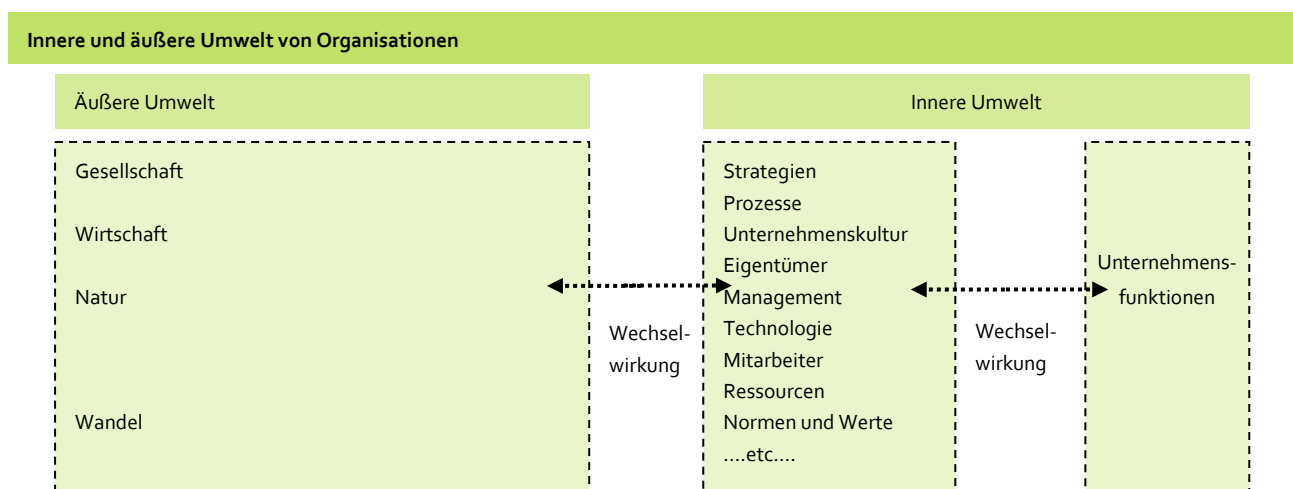 Innere und äußere Umwelt von Organisationen
Äußere Umwelt
Innere Umwelt
Gesellschaft
Wirtschaft
Natur
Wandel
Wechsel-
wirkung
Strategien
Prozesse
Unternehmenskultur
Eigentümer
Management
Technologie
Mitarbeiter
Ressourcen
Normen und Werte
....etc....
Wechsel-
wirkung
Unternehmens-
funktionen